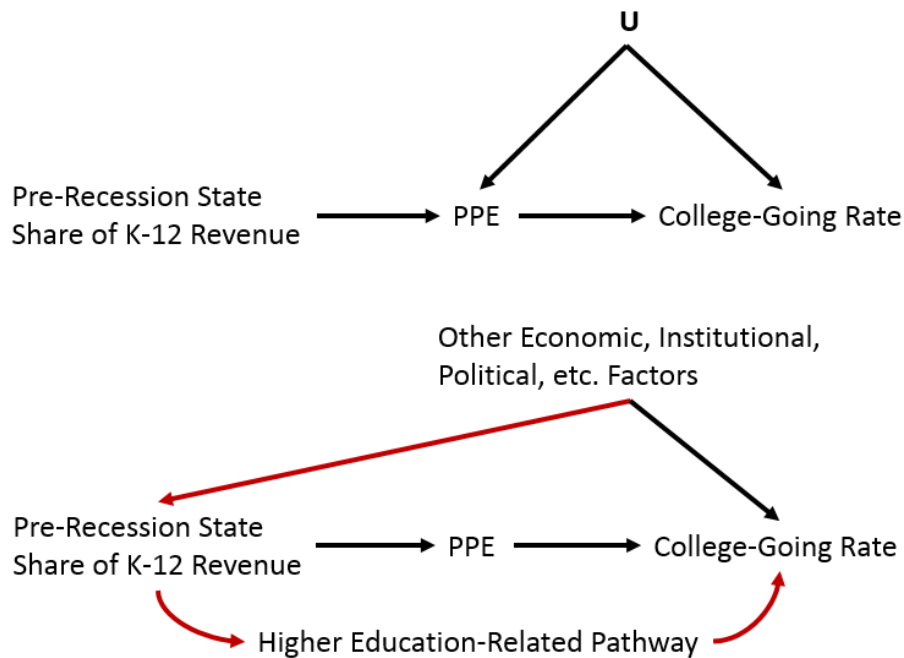 U
Pre-Recession State
Share of K-12 Revenue
PPE
College-Going Rate
Other Economic, Institutional,
Political, etc. Factors
Pre-Recession State
Share of K-12 Revenue
PPE
College-Going Rate
Higher Education-Related Pathway